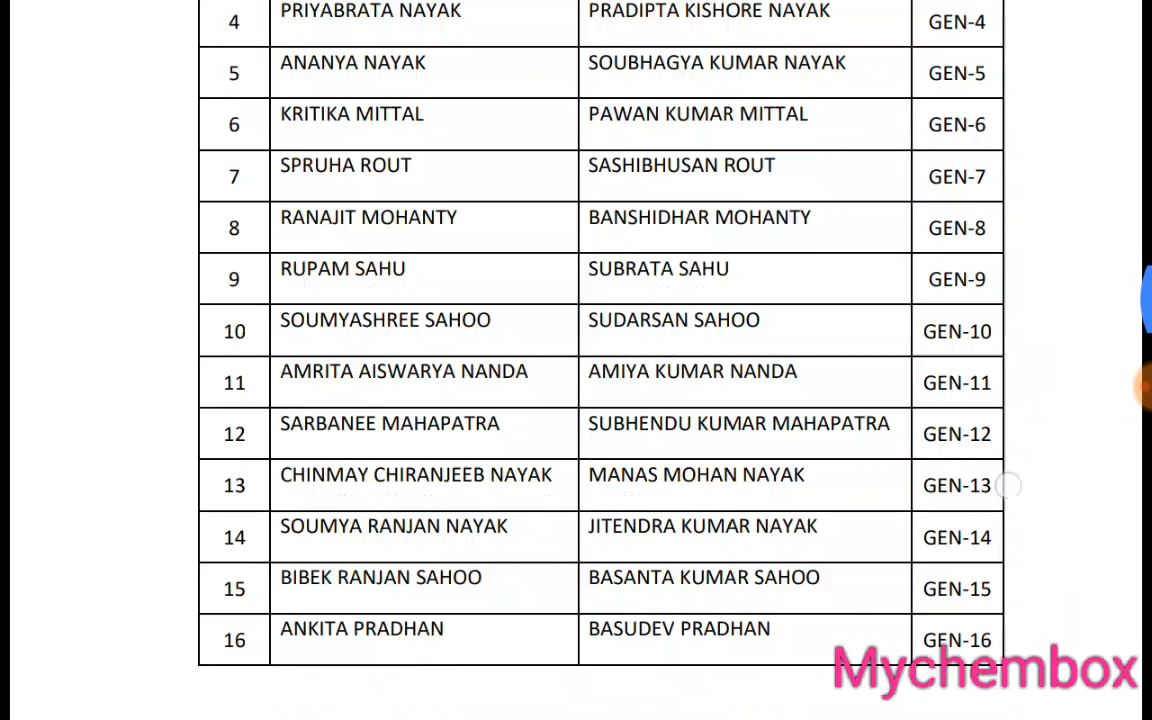 4 PRIYABRATA NAYAK PRADIPTA KISHORE NAYAK GEN-4
5 ANANYA NAYAK SOUBHAGYA KUMAR NAYAK GEN-5
6 KRITIKA MITTAL PAWAN KUMAR MITTAL GEN-6
7 SPRUHA ROUT SASHIBHUSAN ROUT GEN-7
8 RANAJIT MOHANTY BANSHIDHAR MOHANTY GEN-8
9 RUPAM SAHU SUBRATA SAHU GEN-9
10 SOUMYASHREE SAHOO SUDARSAN SAHOO GEN-10
11 AMRITA AISWARYA NANDA AMIYA KUMAR NANDA GEN-11
12 SARBANEE MAHAPATRA SUBHENDU KUMAR MAHAPATRA GEN-12
13 CHINMAY CHIRANJEEB NAYAK MANAS MOHAN NAYAK GEN-13
14 SOUMYA RANJAN NAYAK JITENDRA KUMAR NAYAK GEN-14
15 BIBEK RANJAN SAHOO BASANTA KUMAR SAHOO GEN-15
16 ANKITA PRADHAN BASUDEV PRADHAN GEN-16
Mychembox